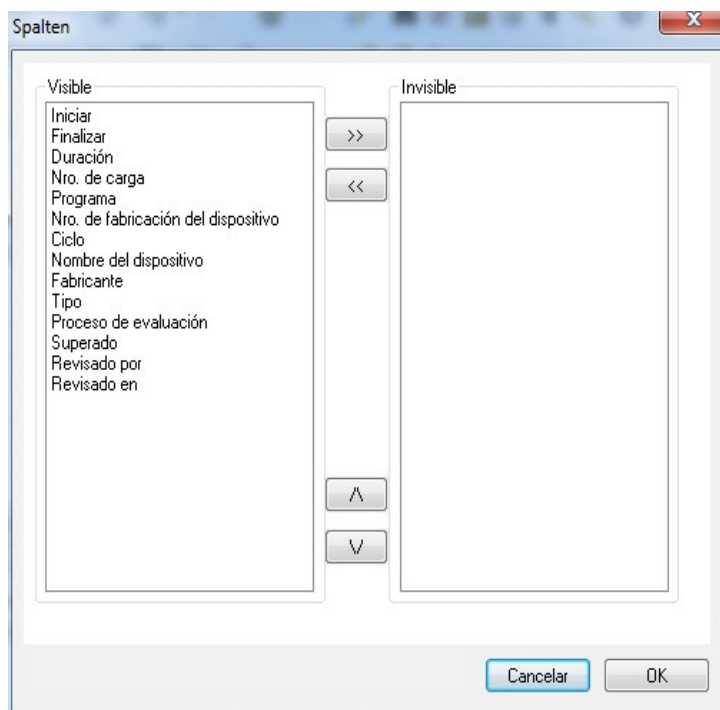 Spalten
x
Visible
Invisible
Iniciar
Finalizar
Duración
Nro. de carga
Programa
Nro. de fabricación del dispositivo
Ciclo
Nombre del dispositivo
Fabricante
Tipo
Proceso de evaluación
Superado
Revisado por
Revisado en
>>
<<
/\
\/
Cancelar
OK